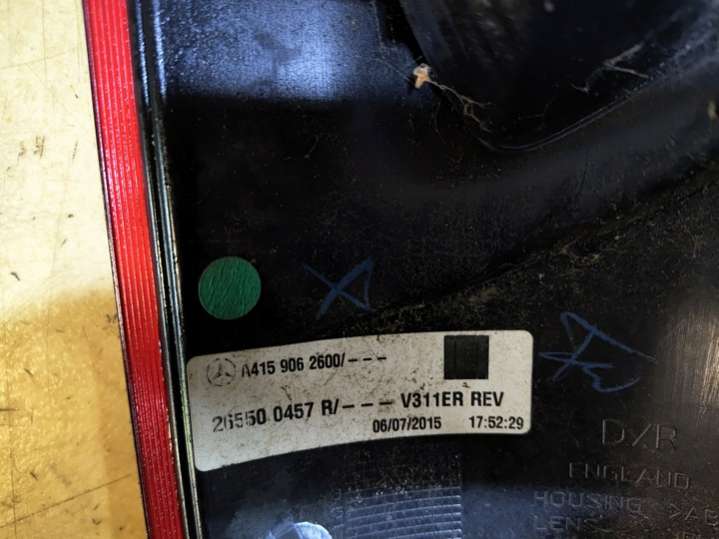 A415 906 2600/---
26550 0457 R/--- V311ER REV
06/07/2015 17:52:29
ENGLAND
HOUSING
LENS